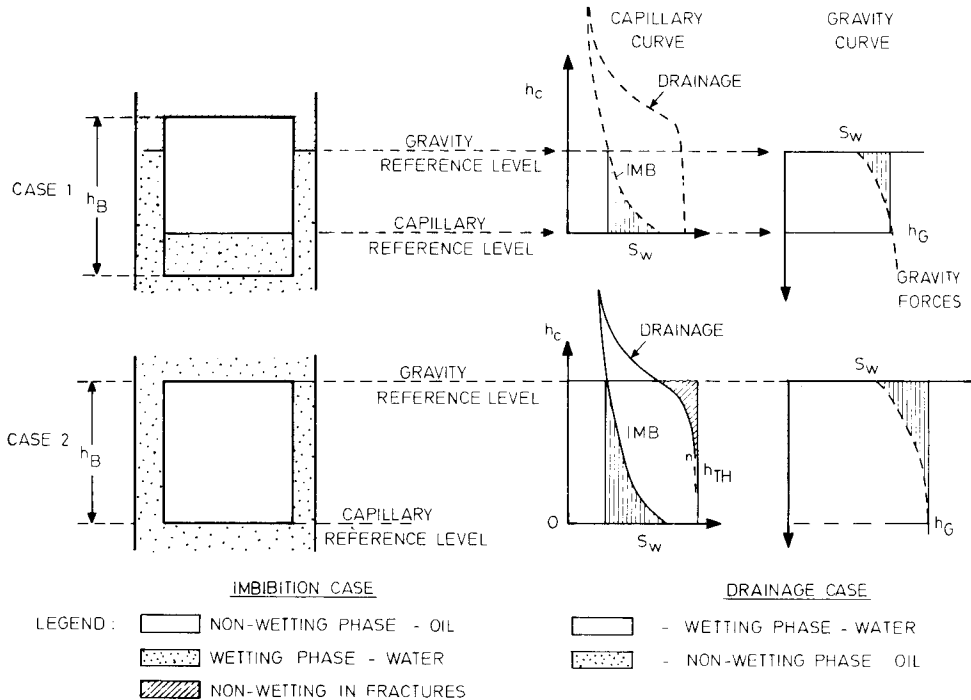 CAPILLARY
CURVE
GRAVITY
CURVE
CASE 1
h_B
GRAVITY
REFERENCE LEVEL
CAPILLARY
REFERENCE LEVEL
h_C
DRAINAGE
IMB
S_W
S_W
h_G
GRAVITY
FORCES
CASE 2
h_B
GRAVITY
REFERENCE LEVEL
CAPILLARY
REFERENCE LEVEL
h_C
DRAINAGE
IMB
n
h_TH
O
S_W
S_W
h_G
IMBIBITION CASE
LEGEND :
NON-WETTING PHASE - OIL
WETTING PHASE - WATER
NON-WETTING IN FRACTURES
DRAINAGE CASE
- WETTING PHASE - WATER
- NON-WETTING PHASE OIL